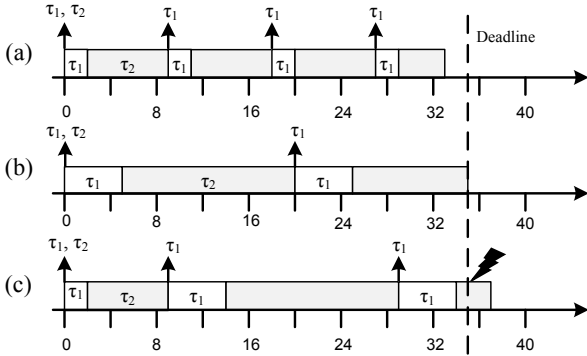 τ1, τ2 τ1 τ1 τ1 Deadline
(a) τ1 τ2 τ1 τ1 τ1
0 8 16 24 32 40
τ1, τ2 τ1
(b) τ1 τ2 τ1
0 8 16 24 32 40
τ1, τ2 τ1 τ1
(c) τ1 τ2 τ1 τ1
0 8 16 24 32 40